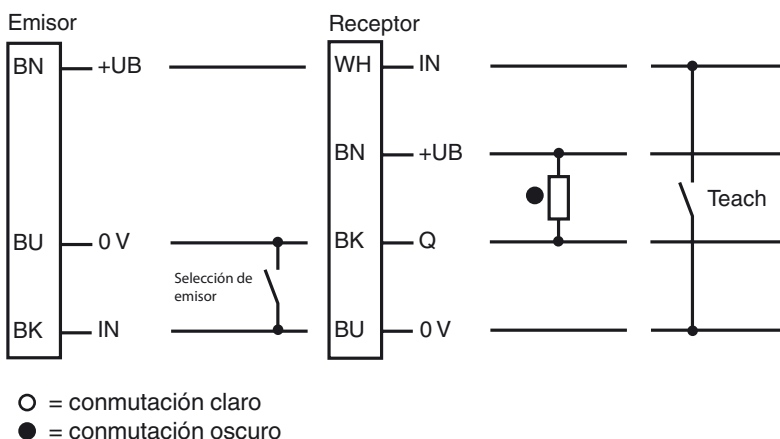 Emisor
BN +UB
BU 0 V
BK IN
Selección de
emisor
Receptor
WH IN
BN +UB
BK Q
BU 0 V
Teach
= conmutación claro
= conmutación oscuro